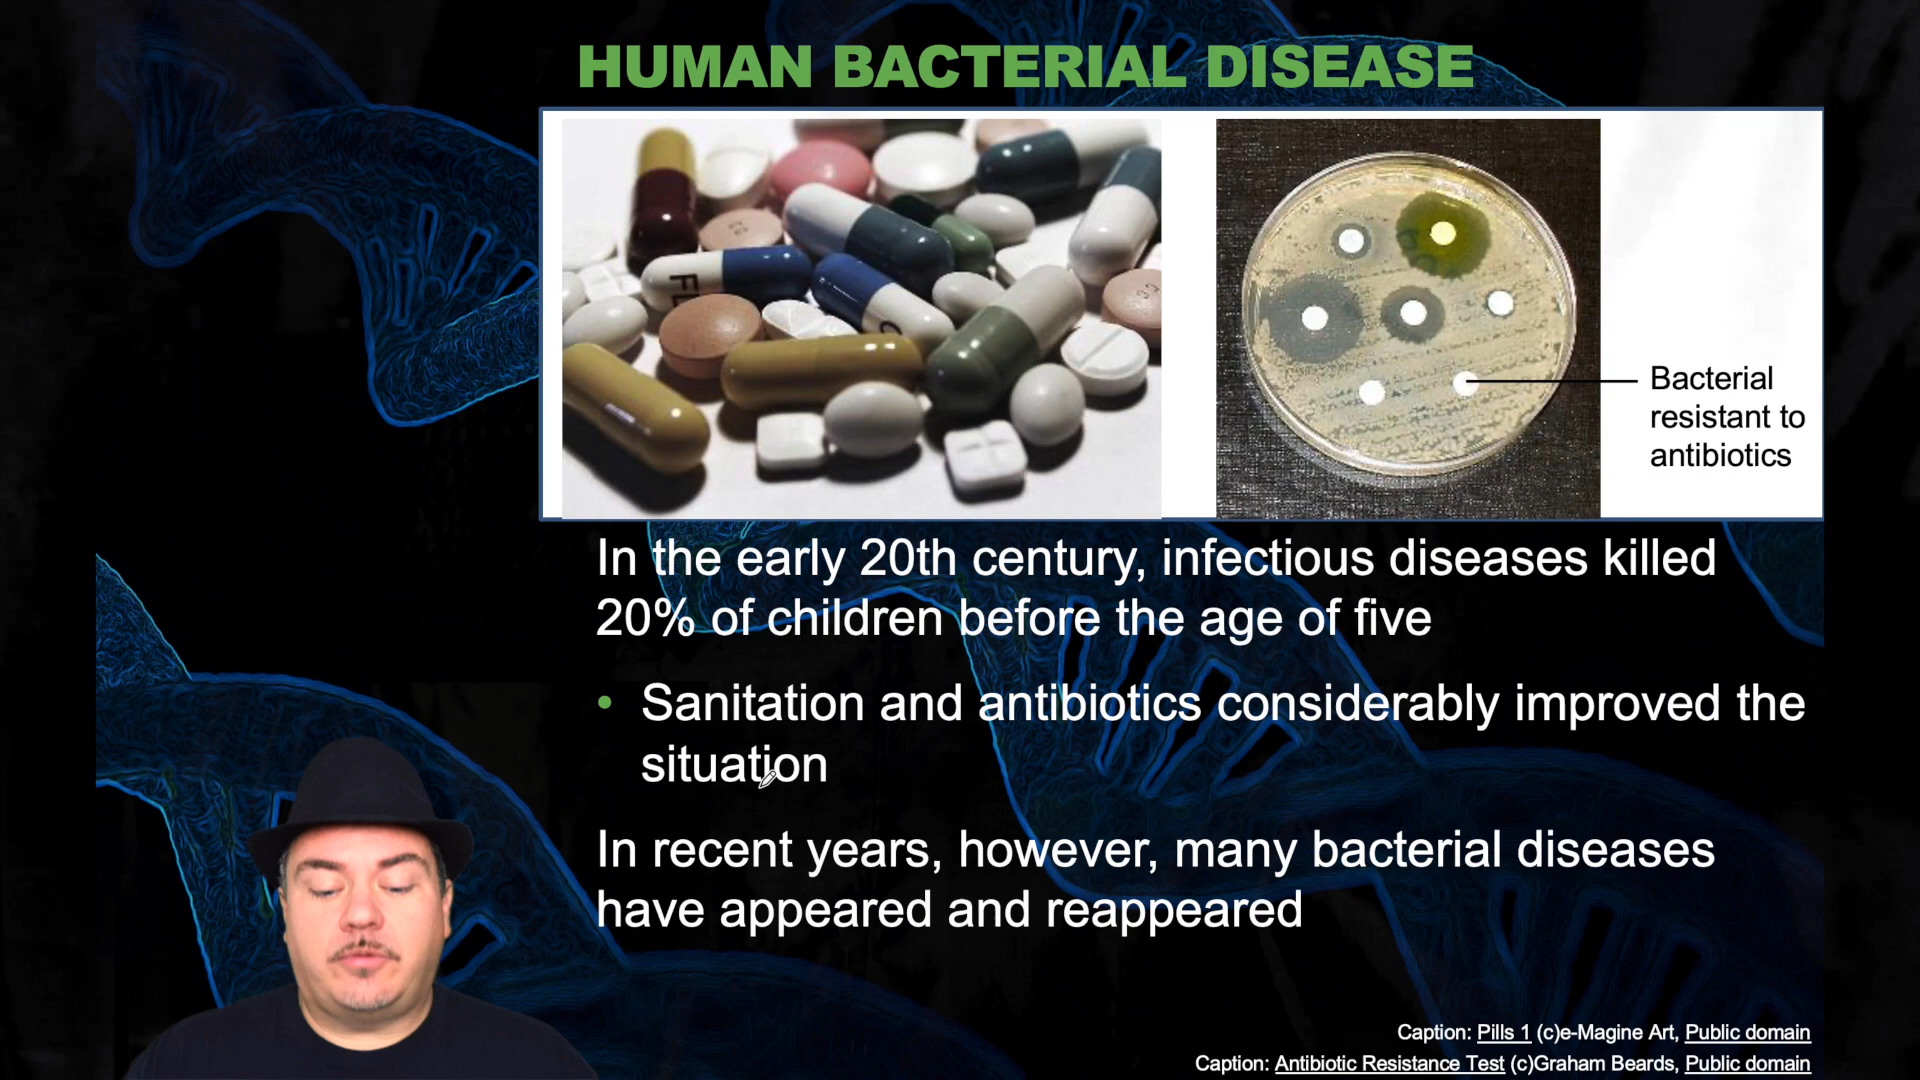 HUMAN BACTERIAL DISEASE
Bacterial
resistant to
antibiotics
In the early 20th century, infectious diseases killed
20% of children before the age of five
• Sanitation and antibiotics considerably improved the
situation
In recent years, however, many bacterial diseases
have appeared and reappeared
Caption: Pills 1 (c)e-Magine Art, Public domain
Caption: Antibiotic Resistance Test (c)Graham Beards, Public domain